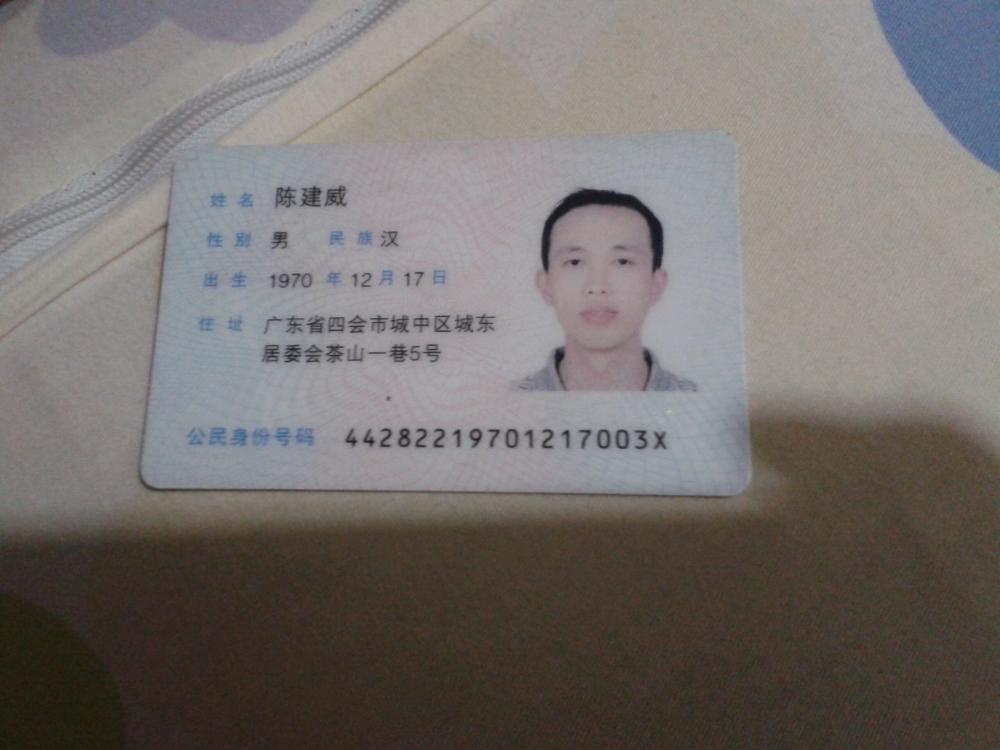 姓名 陈建威
性别 男 民族 汉
出生 1970 年 12 月 17 日
住址 广东省四会市城中区城东
居委会茶山一巷5号
公民身份号码 44282219701217003X